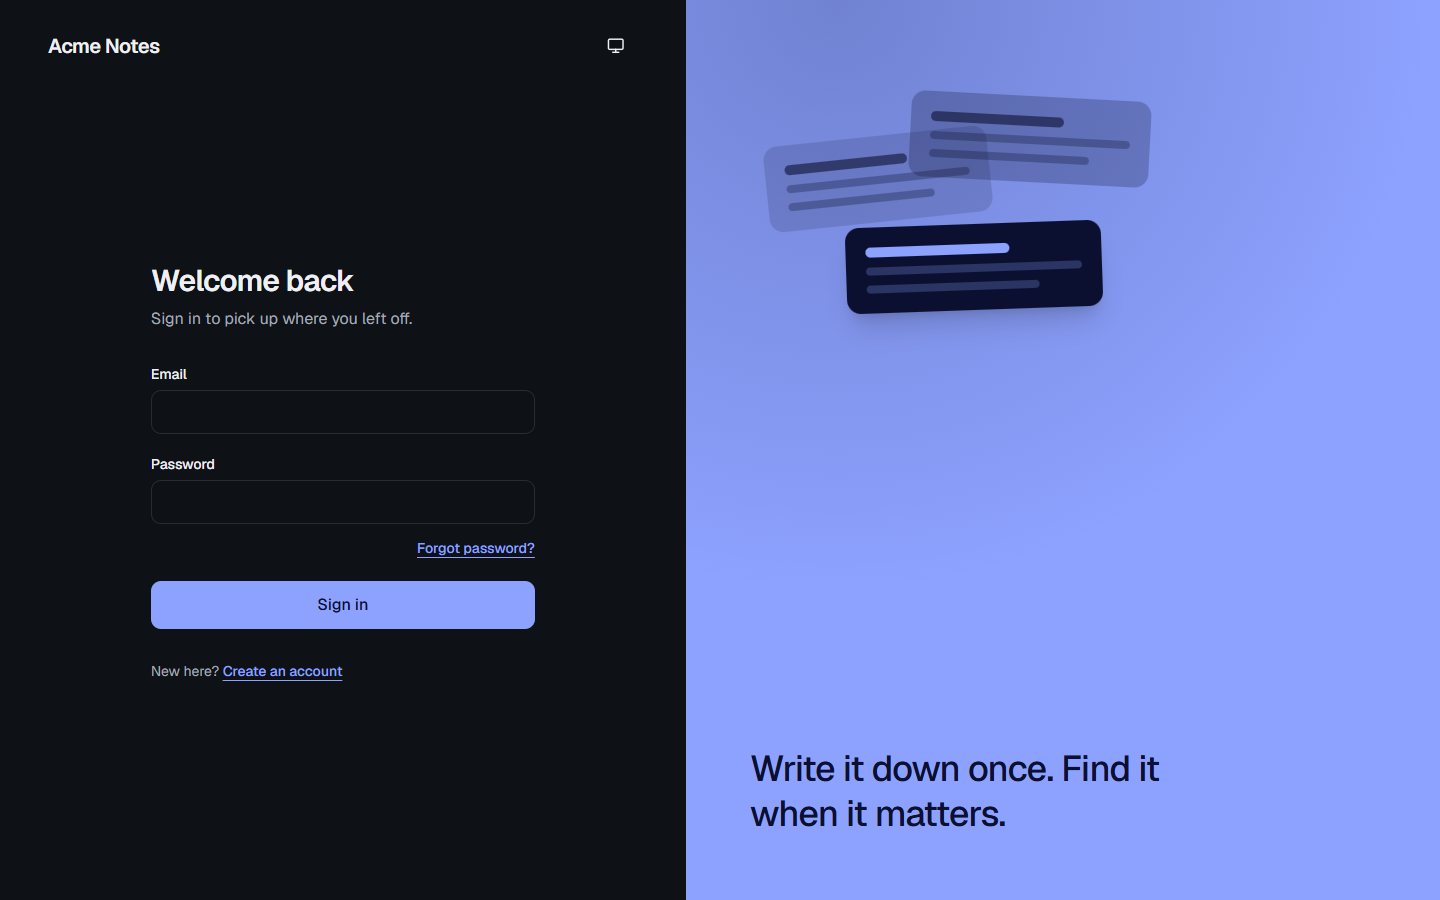 Acme Notes
Welcome back
Sign in to pick up where you left off.
Email
Password
Forgot password?
Sign in
New here? Create an account
Write it down once. Find it
when it matters.